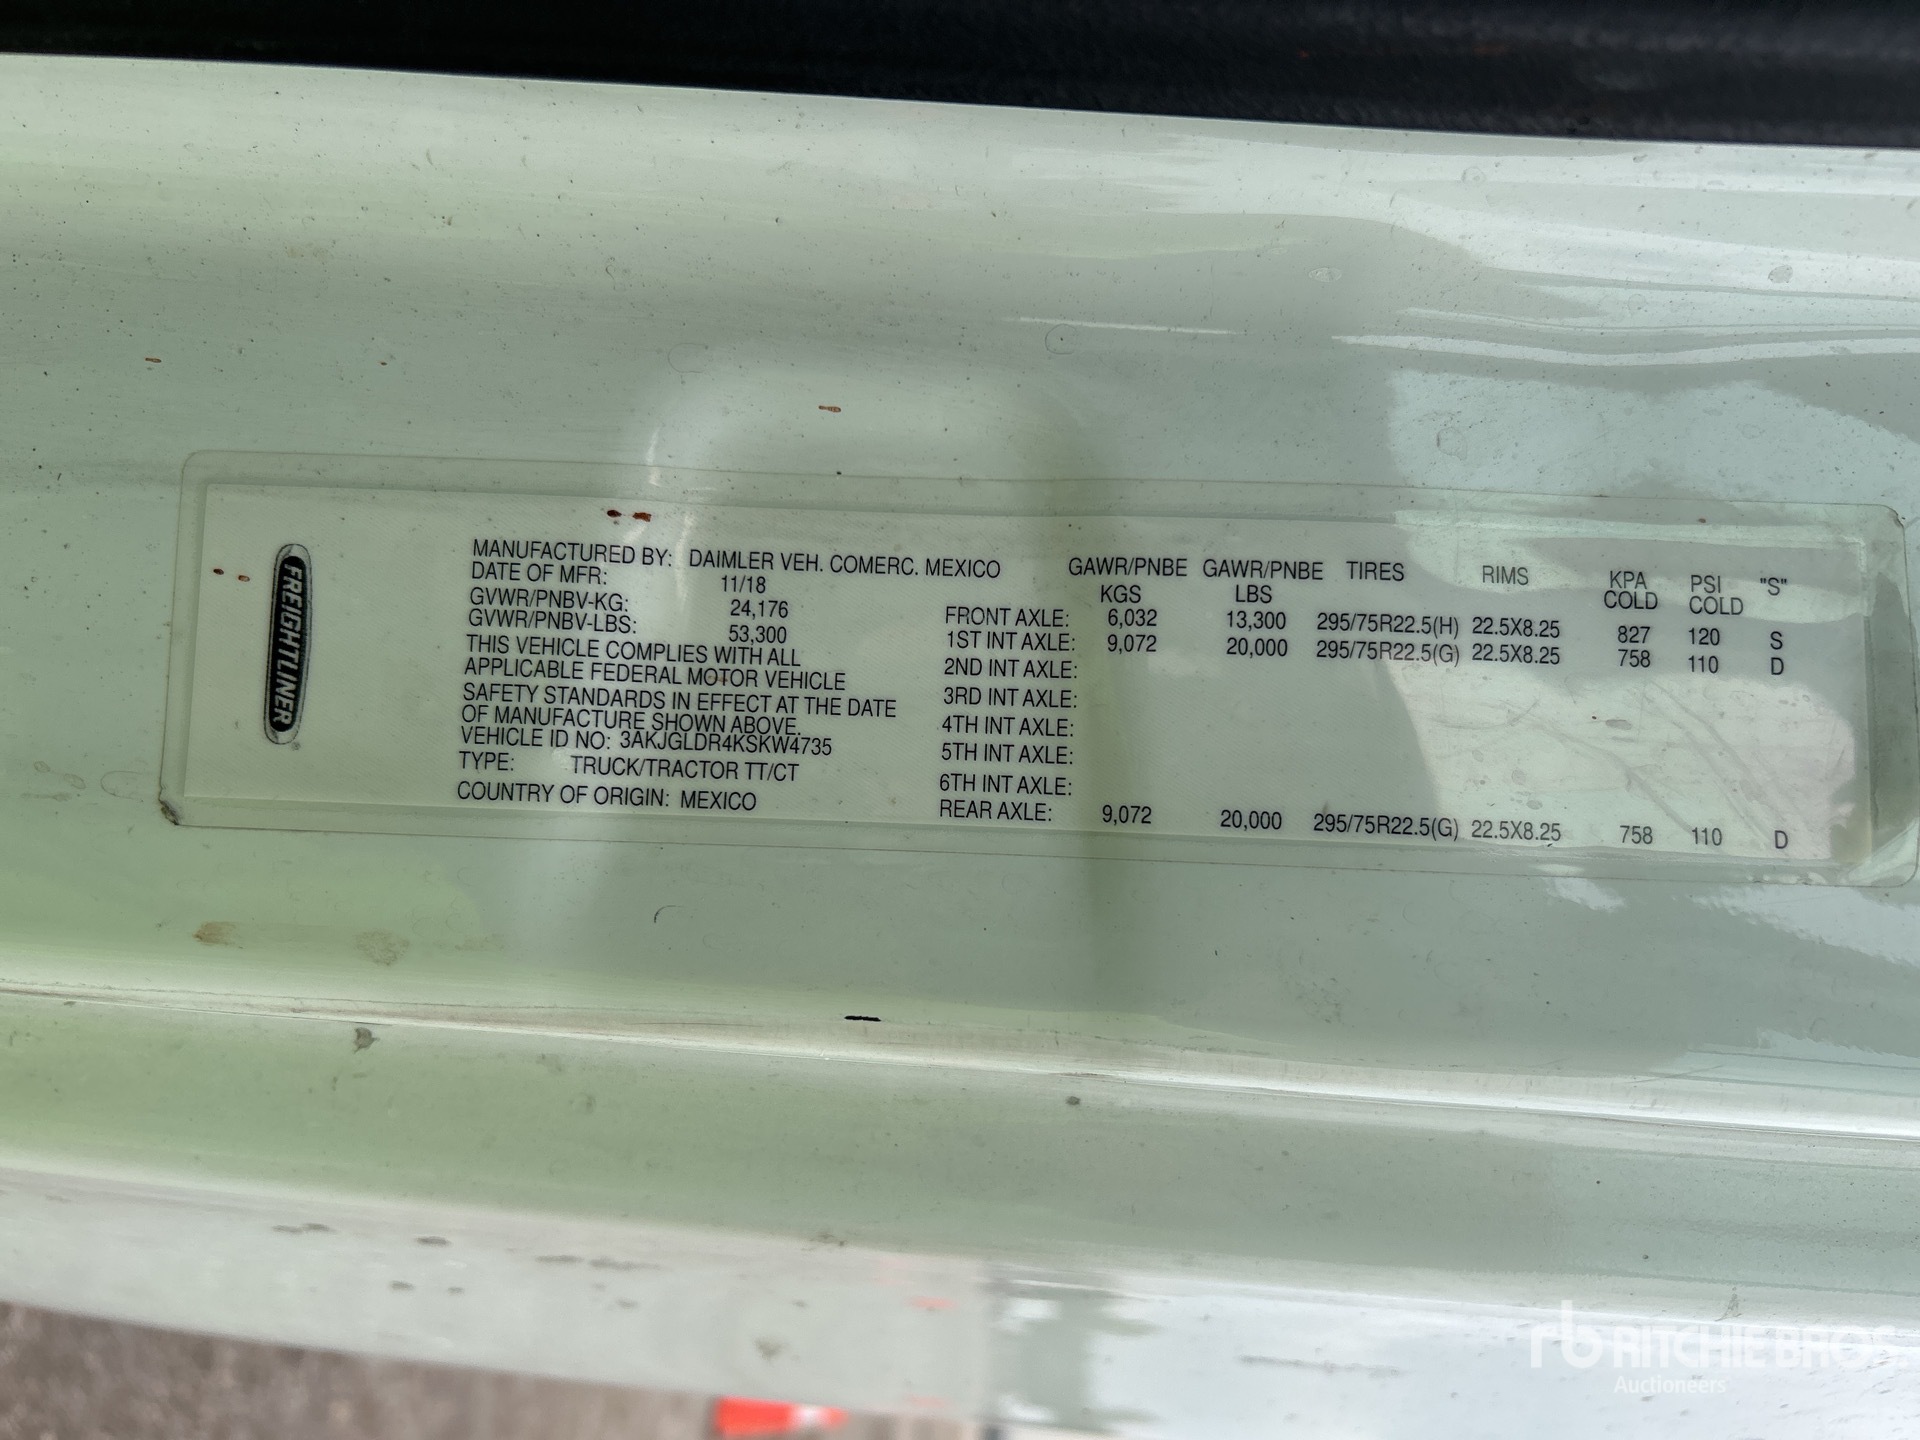 FREIGHTLINER
MANUFACTURED BY: DAIMLER VEH. COMERC. MEXICO
DATE OF MFR: 11/18
GVWR/PNBV-KG: 24,176
GVWR/PNBV-LBS: 53,300
THIS VEHICLE COMPLIES WITH ALL
APPLICABLE FEDERAL MOTOR VEHICLE
SAFETY STANDARDS IN EFFECT AT THE DATE
OF MANUFACTURE SHOWN ABOVE.
VEHICLE ID NO: 3AKJGLDR4KSKW4735
TYPE: TRUCK/TRACTOR TT/CT
COUNTRY OF ORIGIN: MEXICO
GAWR/PNBE GAWR/PNBE TIRES RIMS KPA PSI "S"
KGS LBS COLD COLD
FRONT AXLE: 6,032 13,300 295/75R22.5(H) 22.5X8.25 827 120 S
1ST INT AXLE: 9,072 20,000 295/75R22.5(G) 22.5X8.25 758 110 D
2ND INT AXLE:
3RD INT AXLE:
4TH INT AXLE:
5TH INT AXLE:
6TH INT AXLE:
REAR AXLE: 9,072 20,000 295/75R22.5(G) 22.5X8.25 758 110 D
rb RITCHIE BROS.
Auctioneers